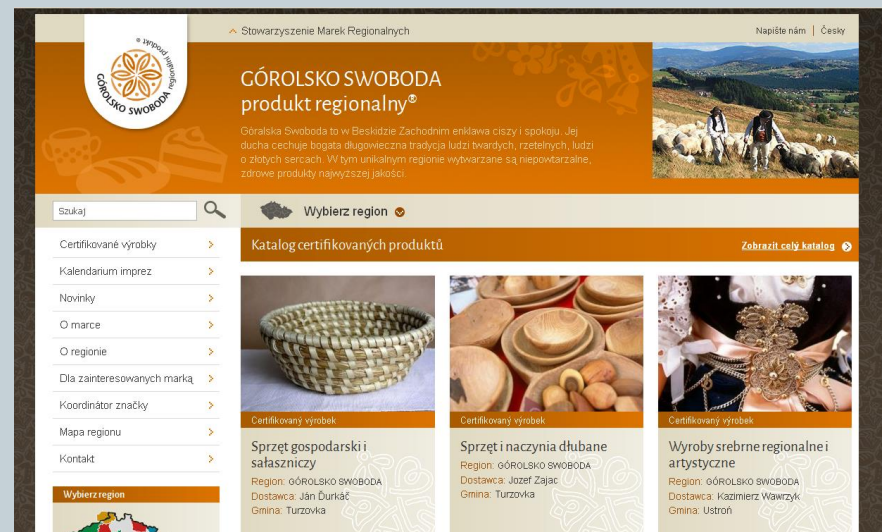 Stowarzyszenie Marek Regionalnych
Napište nám | Česky
GÓROLSKO SWOBODA regionální produkt ®
GÓROLSKO SWOBODA
produkt regionalny®
Góralska Swoboda to w Beskidzie Zachodnim enklawa ciszy i spokoju. Jej
ducha cechuje bogata długowieczna tradycja ludzi twardych, rzetelnych, ludzi
o złotych sercach. W tym unikalnym regionie wytwarzane są niepowtarzalne,
zdrowe produkty najwyższej jakości.
Szukaj
Wybierz region
Certifikované výrobky
Kalendarium imprez
Novinky
O marce
O regionie
Dla zainteresowanych marką
Koordinátor značky
Mapa regionu
Kontakt
Wybierz region
Katalog certifikovaných produktů
Zobrazit celý katalog
Certifikovaný výrobek
Sprzęt gospodarski i
sałaszniczy
Region: GÓROLSKO SWOBODA
Dostawca: Ján Ďurkáč
Gmina: Turzovka
Certifikovaný výrobek
Sprzęt i naczynia dłubane
Region: GÓROLSKO SWOBODA
Dostawca: Jozef Zajac
Gmina: Turzovka
Certifikovaný výrobek
Wyroby srebrne regionalne i
artystyczne
Region: GÓROLSKO SWOBODA
Dostawca: Kazimierz Wawrzyk
Gmina: Ustroń